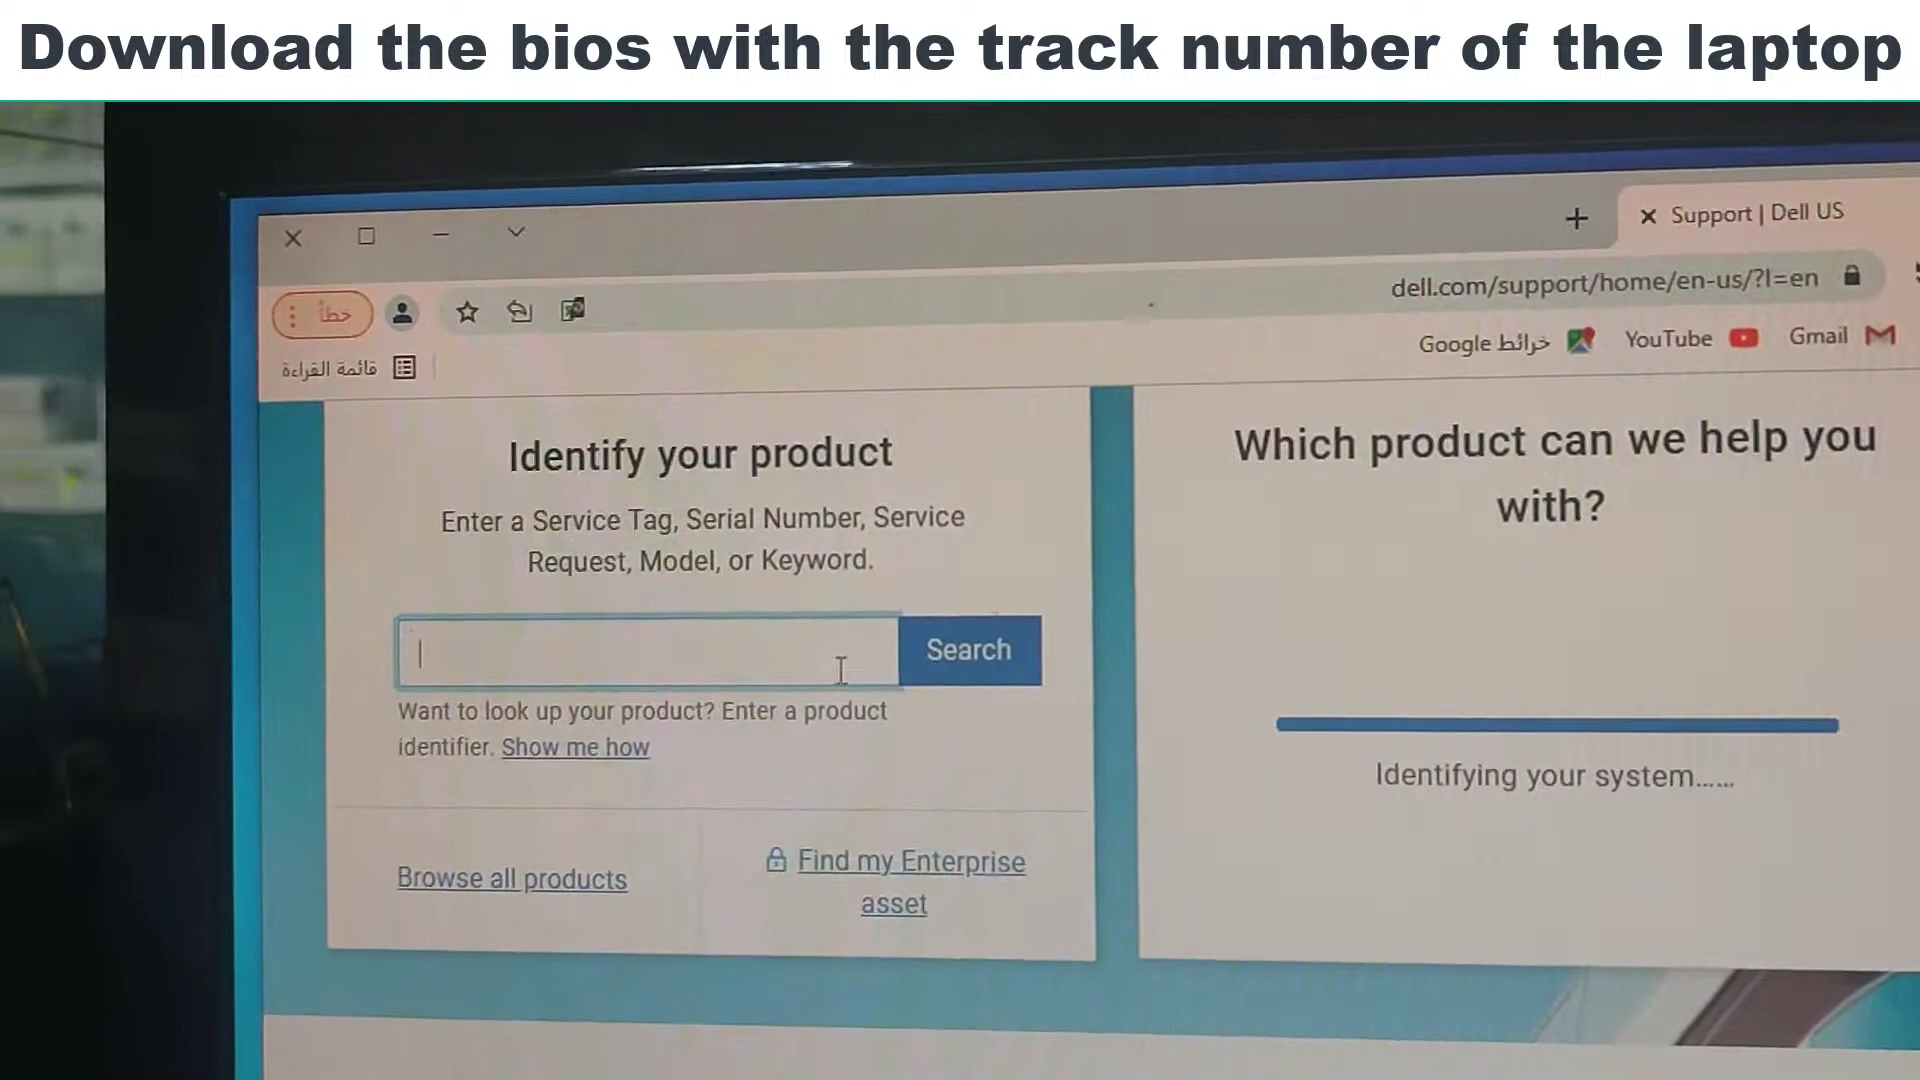 Download the bios with the track number of the laptop
Support | Dell US
dell.com/support/home/en-us/?l=en
خطأ
Gmail
YouTube
خرائط Google
قائمة القراءة
Identify your product
Enter a Service Tag, Serial Number, Service
Request, Model, or Keyword.
Search
Want to look up your product? Enter a product
identifier. Show me how
Browse all products
Find my Enterprise
asset
Which product can we help you
with?
Identifying your system......